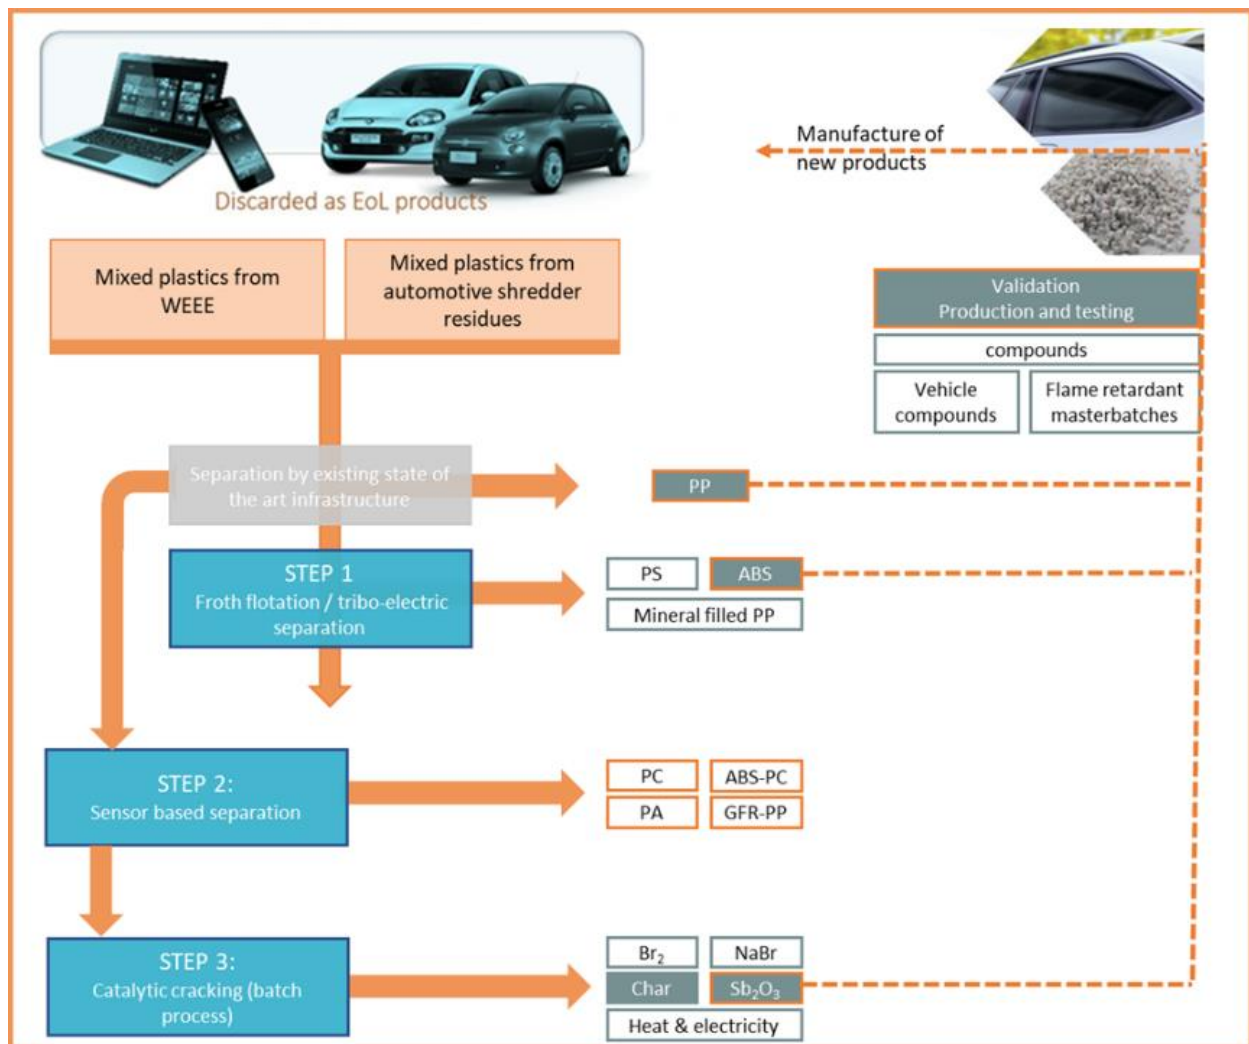 Discarded as EoL products
Manufacture of
new products
Mixed plastics from
WEEE
Mixed plastics from
automotive shredder
residues
Validation
Production and testing
compounds
Vehicle
compounds
Flame retardant
masterbatches
Separation by existing state of
the art infrastructure
PP
STEP 1
Froth flotation / tribo-electric
separation
PS
ABS
Mineral filled PP
STEP 2:
Sensor based separation
PC
ABS-PC
PA
GFR-PP
STEP 3:
Catalytic cracking (batch
process)
Br₂
NaBr
Char
Sb₂O₃
Heat & electricity